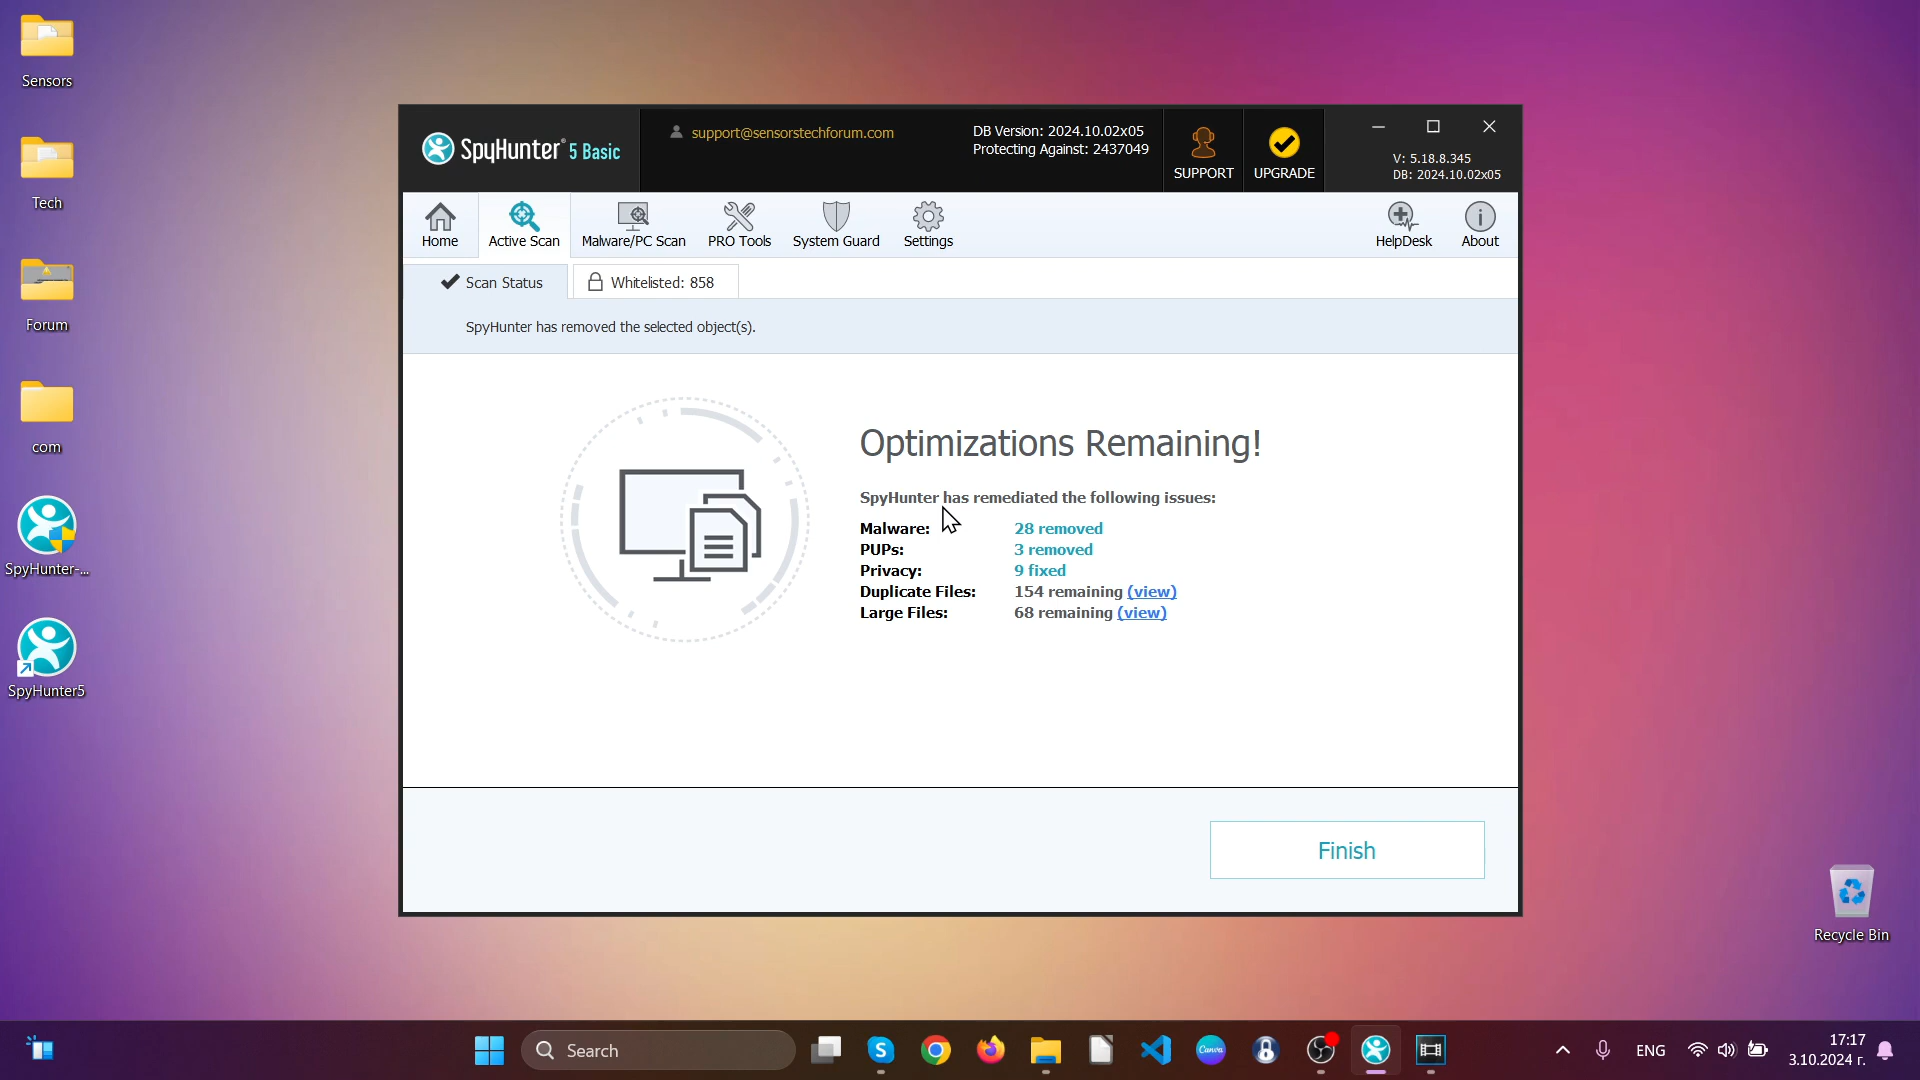 Sensors
Tech
Forum
com
SpyHunter-...
SpyHunter5
SpyHunter® 5 Basic
support@sensorstechforum.com
DB Version: 2024.10.02x05
Protecting Against: 2437049
SUPPORT
UPGRADE
V: 5.18.8.345
DB: 2024.10.02x05
Home
Active Scan
Malware/PC Scan
PRO Tools
System Guard
Settings
HelpDesk
About
Scan Status
Whitelisted: 858
SpyHunter has removed the selected object(s).
Optimizations Remaining!
SpyHunter has remediated the following issues:
Malware: 28 removed
PUPs: 3 removed
Privacy: 9 fixed
Duplicate Files: 154 remaining (view)
Large Files: 68 remaining (view)
Finish
Recycle Bin
Search
Canva
ENG
17:17
3.10.2024 г.